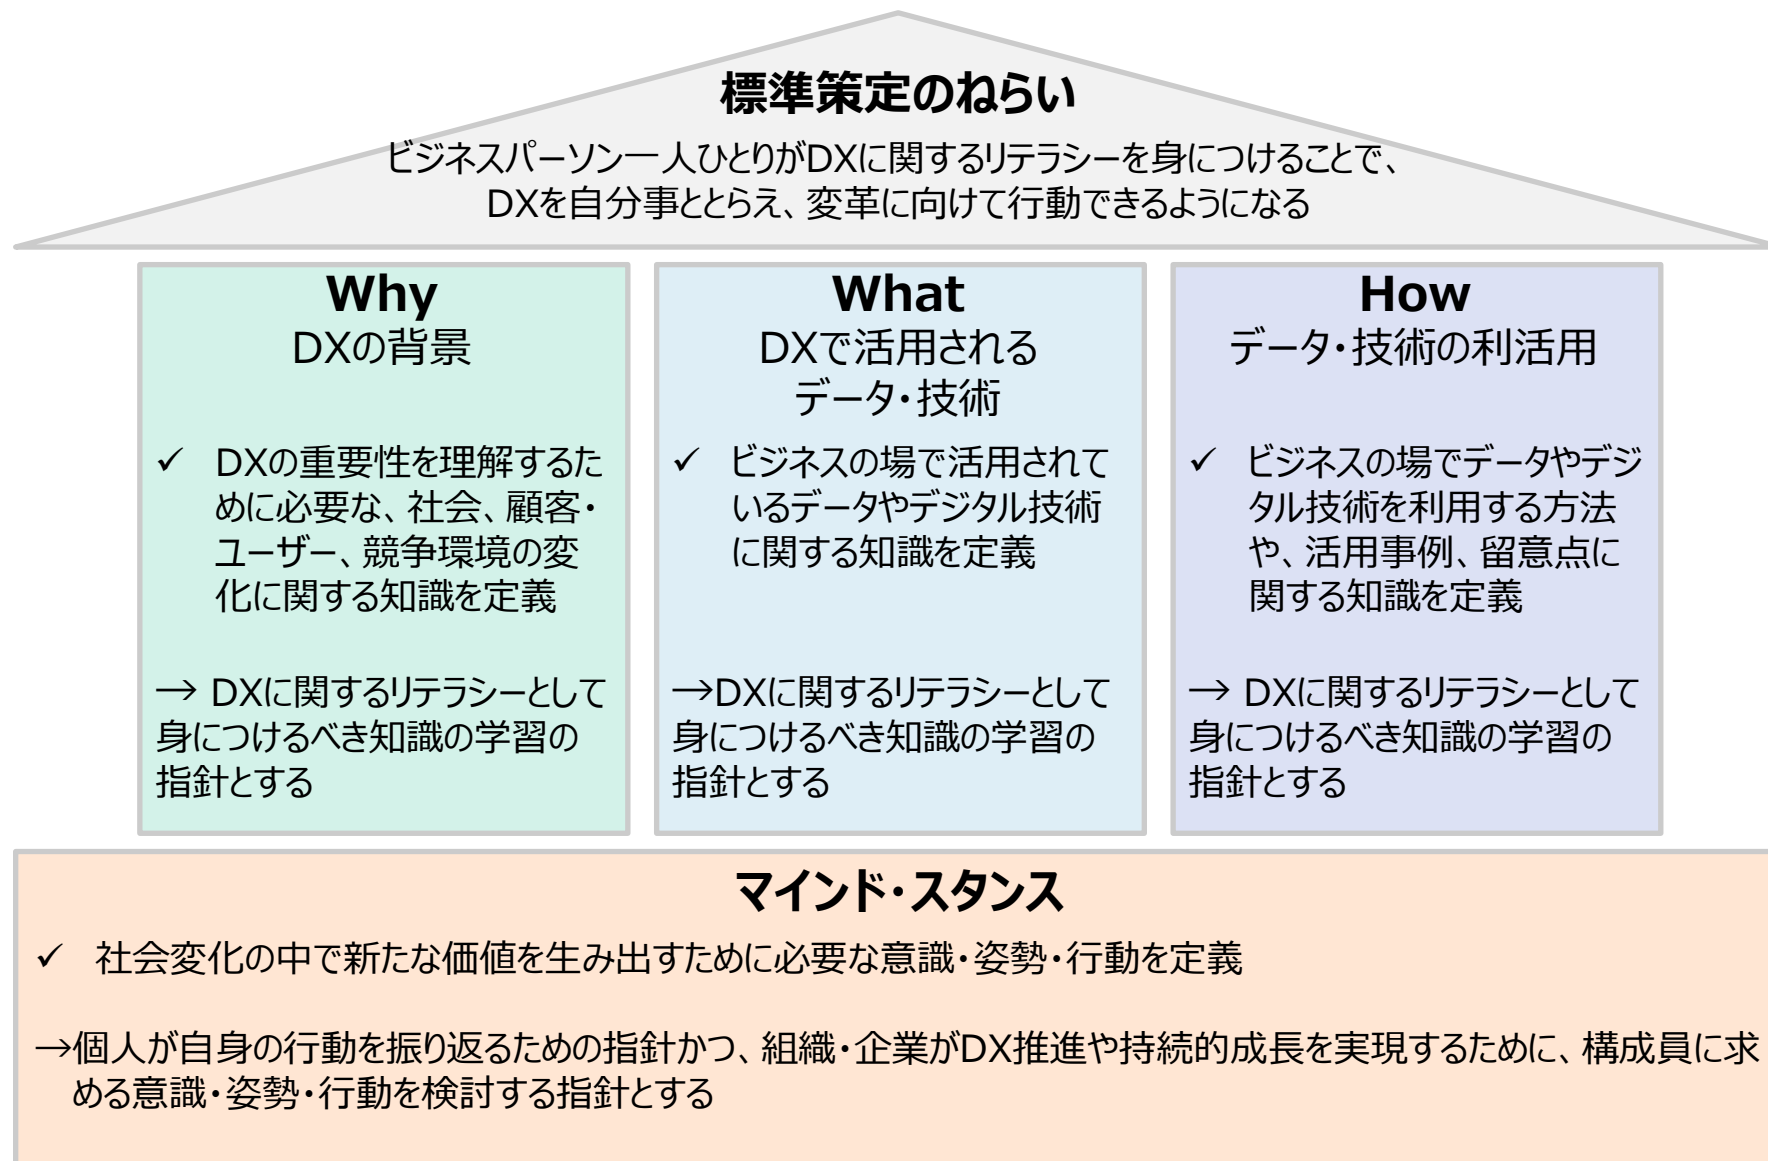 標準策定のねらい
ビジネスパーソン一人ひとりがDXに関するリテラシーを身につけることで、
DXを自分事ととらえ、変革に向けて行動できるようになる
Why
DXの背景
✓ DXの重要性を理解するた
めに必要な、社会、顧客・
ユーザー、競争環境の変
化に関する知識を定義
→ DXに関するリテラシーとして
身につけるべき知識の学習の
指針とする
What
DXで活用される
データ・技術
✓ ビジネスの場で活用されて
いるデータやデジタル技術
に関する知識を定義
→DXに関するリテラシーとして
身につけるべき知識の学習の
指針とする
How
データ・技術の利活用
✓ ビジネスの場でデータやデジ
タル技術を利用する方法
や、活用事例、留意点に
関する知識を定義
→ DXに関するリテラシーとして
身につけるべき知識の学習の
指針とする
マインド・スタンス
✓ 社会変化の中で新たな価値を生み出すために必要な意識・姿勢・行動を定義
→個人が自身の行動を振り返るための指針かつ、組織・企業がDX推進や持続的成長を実現するために、構成員に求
める意識・姿勢・行動を検討する指針とする